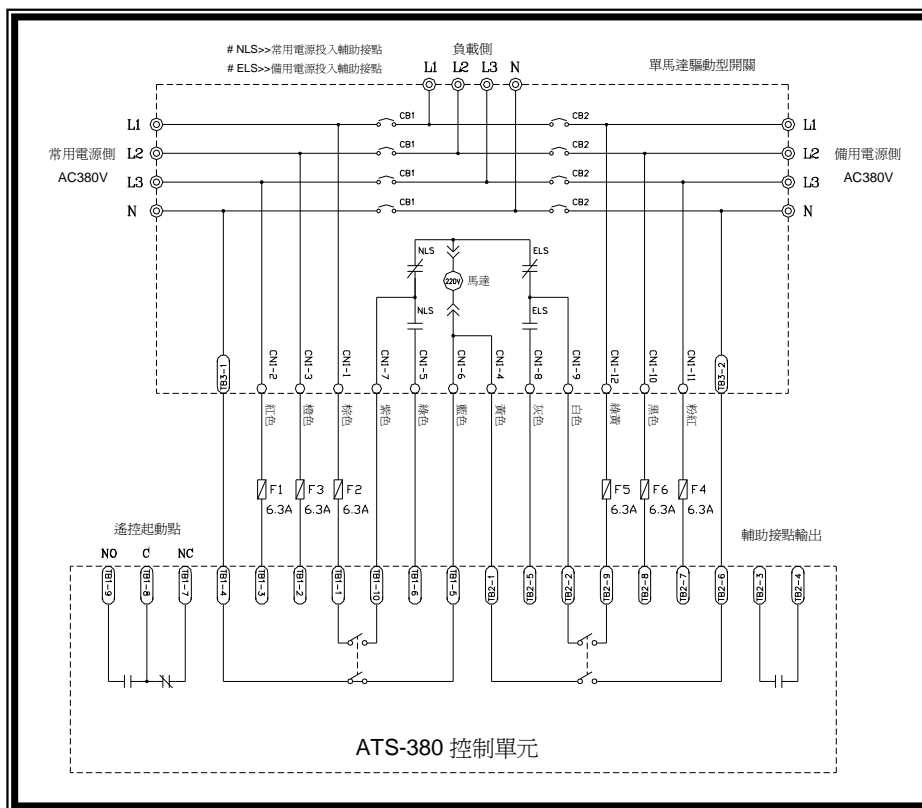 # NLS>>常用電源投入輔助接點
# ELS>>備用電源投入輔助接點
負載側
L1 L2 L3 N
單馬達驅動型開關
L1 CB1 CB2 L1
常用電源側 L2 CB1 CB2 L2 備用電源側
AC380V L3 CB1 CB2 L3 AC380V
N CB1 CB2 N
NLS ELS
220V 馬達
NLS ELS
TB3-1 CN1-2 CN1-3 CN1-1 CN1-7 CN1-5 CN1-6 CN1-4 CN1-8 CN1-9 CN1-12 CN1-10 CN1-11 TB3-2
紅色 橙色 棕色 紫色 綠色 藍色 黃色 灰色 白色 綠黃 黑色 粉紅
F1 F3 F2 F5 F6 F4
6.3A 6.3A 6.3A 6.3A 6.3A 6.3A
遙控起動點 輔助接點輸出
NO C NC
TB1-9 TB1-8 TB1-7 TB1-4 TB1-3 TB1-2 TB1-1 TB1-10 TB1-6 TB1-5 TB2-1 TB2-5 TB2-2 TB2-9 TB2-8 TB2-7 TB2-6 TB2-3 TB2-4
ATS-380 控制單元